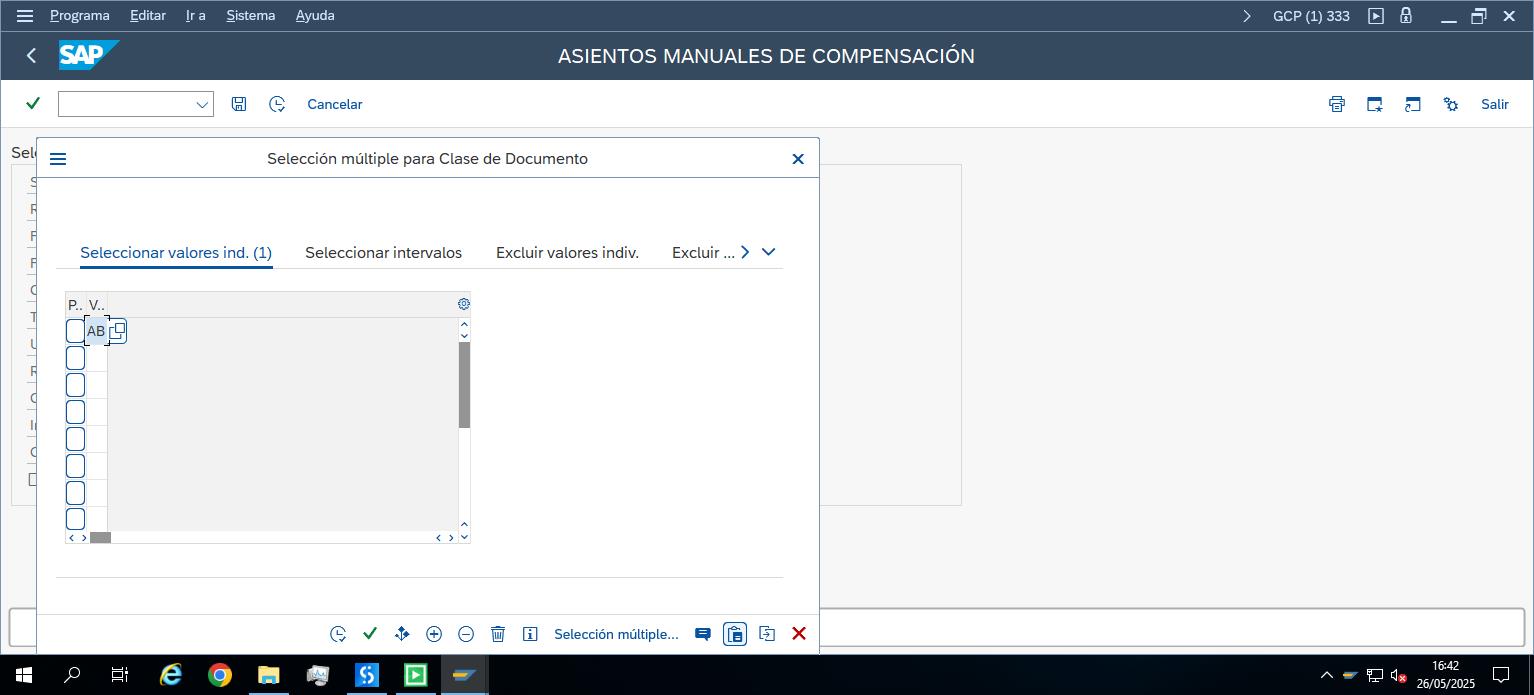 Programa Editar Ir a Sistema Ayuda GCP (1) 333
SAP ASIENTOS MANUALES DE COMPENSACIÓN
Cancelar Salir
Selección múltiple para Clase de Documento
Seleccionar valores ind. (1) Seleccionar intervalos Excluir valores indiv. Excluir ...
P.. V..
AB
Selección múltiple...
16:42
26/05/2025